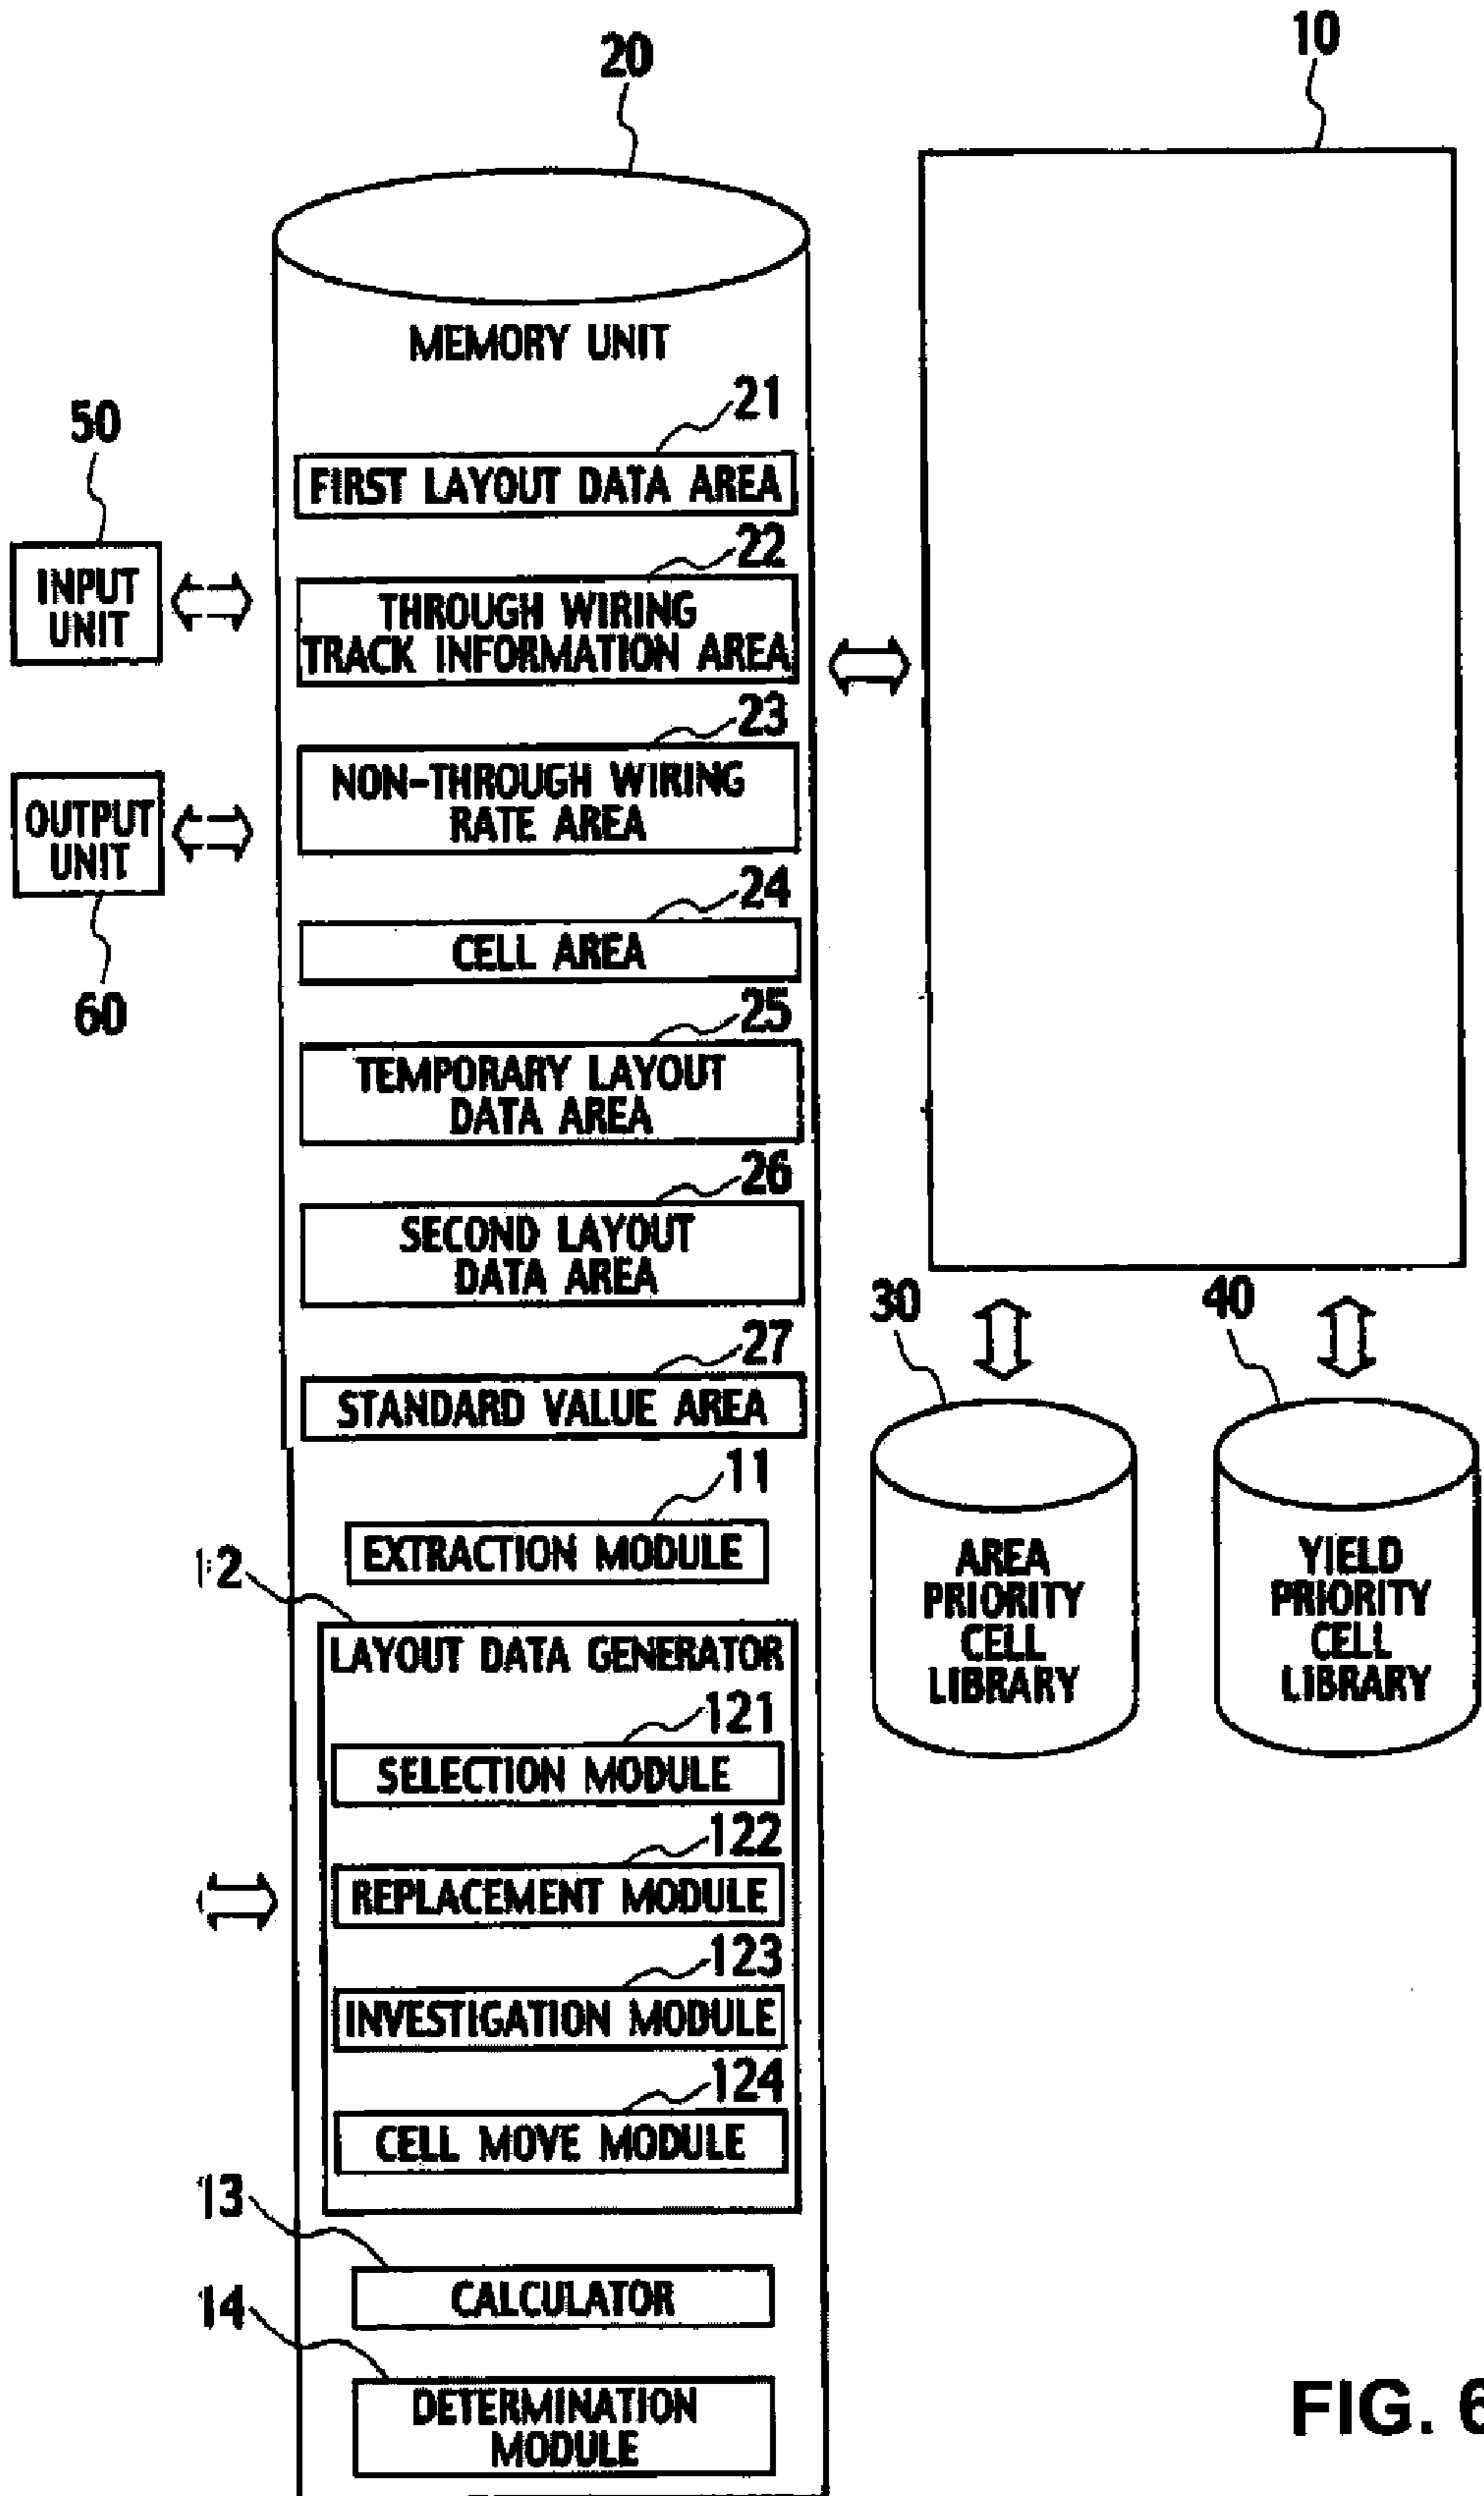 20
10
MEMORY UNIT
21
FIRST LAYOUT DATA AREA
50
INPUT
UNIT
22
THROUGH WIRING
TRACK INFORMATION AREA
23
NON-THROUGH WIRING
RATE AREA
OUTPUT
UNIT
60
24
CELL AREA
25
TEMPORARY LAYOUT
DATA AREA
26
SECOND LAYOUT
DATA AREA
27
STANDARD VALUE AREA
30
40
AREA
PRIORITY
CELL
LIBRARY
YIELD
PRIORITY
CELL
LIBRARY
11
EXTRACTION MODULE
12
LAYOUT DATA GENERATOR
121
SELECTION MODULE
122
REPLACEMENT MODULE
123
INVESTIGATION MODULE
124
CELL MOVE MODULE
13
CALCULATOR
14
DETERMINATION
MODULE
FIG. 6